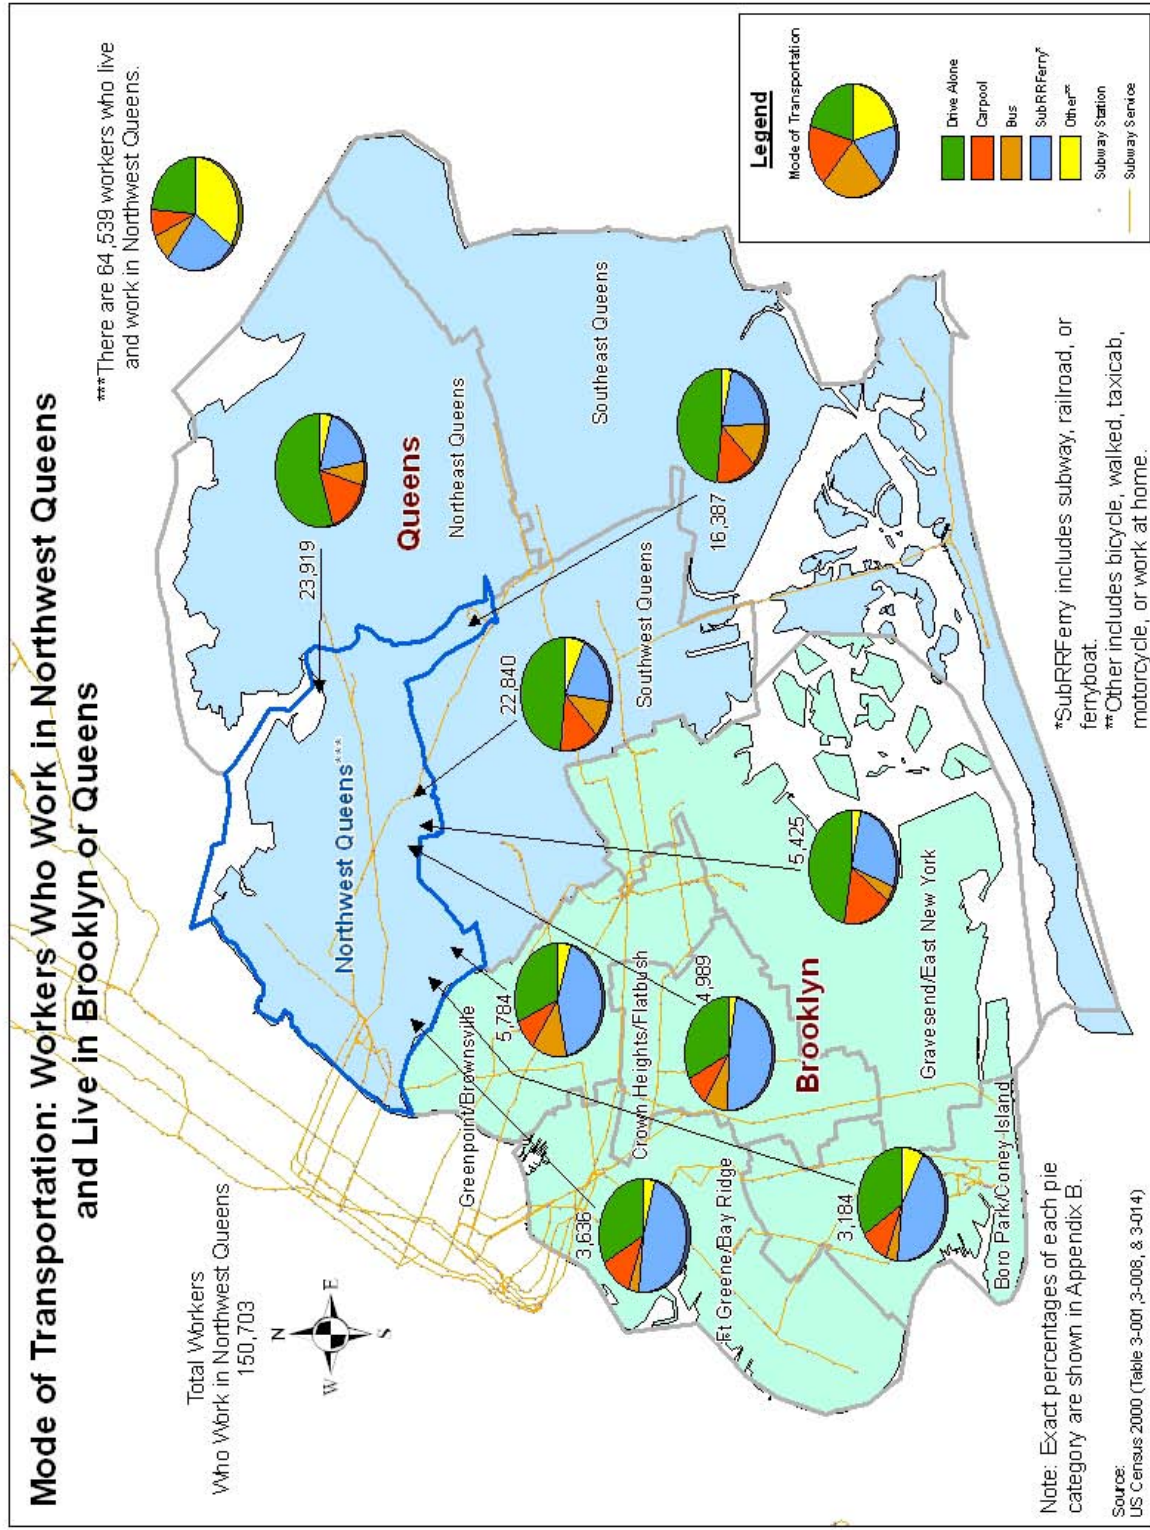 Mode of Transportation: Workers Who Work in Northwest Queens
and Live in Brooklyn or Queens
***There are 64,539 workers who live
and work in Northwest Queens.
Total Workers
Who Work in Northwest Queens
150,703
N
W
E
S
23,919
Queens
Northeast Queens
Northwest Queens***
22,840
Southeast Queens
16,387
Southwest Queens
5,784
Greenpoint/Brownsville
Crown Heights/Flatbush
4,989
5,425
Brooklyn
3,636
Ft Greene/Bay Ridge
3,184
Gravesend/East New York
Boro Park/Coney-Island
Legend
Mode of Transportation
Drive Alone
Carpool
Bus
SubRRFerry*
Other**
Subway Station
Subway Service
*SubRRFerry includes subway, railroad, or
ferryboat.
**Other includes bicycle, walked, taxicab,
motorcycle, or work at home.
Note: Exact percentages of each pie
category are shown in Appendix B.
Source:
US Census 2000 (Table 3-001,3-008, & 3-014)